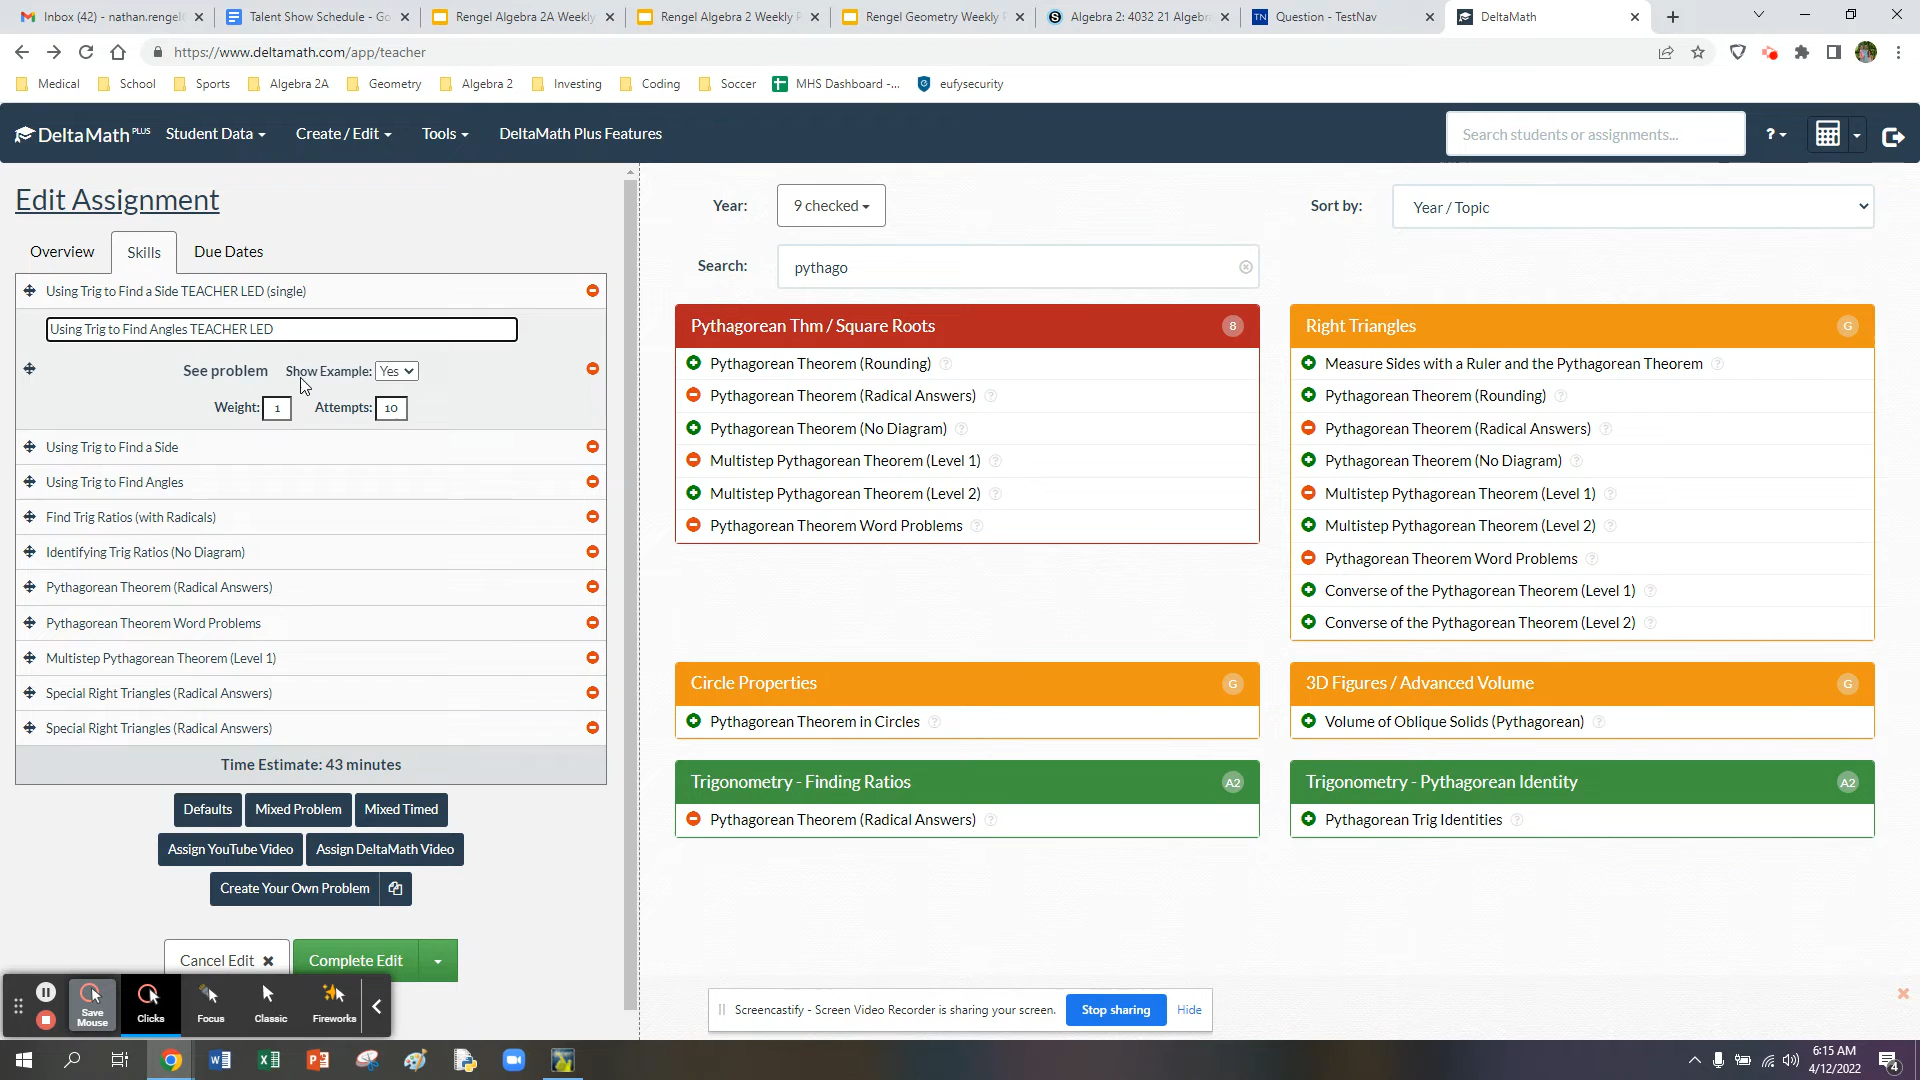 Inbox (42) - nathan.rengel
Talent Show Schedule - Go
Rengel Algebra 2A Weekly
Rengel Algebra 2 Weekly P
Rengel Geometry Weekly
Algebra 2: 4032 21 Algebr
TN Question - TestNav
DeltaMath
https://www.deltamath.com/app/teacher
Medical School Sports Algebra 2A Geometry Algebra 2 Investing Coding Soccer MHS Dashboard -... eufysecurity
DeltaMath PLUS Student Data Create / Edit Tools DeltaMath Plus Features Search students or assignments... ?
Edit Assignment
Overview Skills Due Dates
Using Trig to Find a Side TEACHER LED (single)
Using Trig to Find Angles TEACHER LED
See problem Show Example: Yes
Weight: 1 Attempts: 10
Using Trig to Find a Side
Using Trig to Find Angles
Find Trig Ratios (with Radicals)
Identifying Trig Ratios (No Diagram)
Pythagorean Theorem (Radical Answers)
Pythagorean Theorem Word Problems
Multistep Pythagorean Theorem (Level 1)
Special Right Triangles (Radical Answers)
Special Right Triangles (Radical Answers)
Time Estimate: 43 minutes
Defaults Mixed Problem Mixed Timed
Assign YouTube Video Assign DeltaMath Video
Create Your Own Problem
Cancel Edit Complete Edit
Year: 9 checked Sort by: Year / Topic
Search: pythago
Pythagorean Thm / Square Roots 8
Pythagorean Theorem (Rounding) ?
Pythagorean Theorem (Radical Answers) ?
Pythagorean Theorem (No Diagram) ?
Multistep Pythagorean Theorem (Level 1) ?
Multistep Pythagorean Theorem (Level 2) ?
Pythagorean Theorem Word Problems ?
Right Triangles G
Measure Sides with a Ruler and the Pythagorean Theorem ?
Pythagorean Theorem (Rounding) ?
Pythagorean Theorem (Radical Answers) ?
Pythagorean Theorem (No Diagram) ?
Multistep Pythagorean Theorem (Level 1) ?
Multistep Pythagorean Theorem (Level 2) ?
Pythagorean Theorem Word Problems ?
Converse of the Pythagorean Theorem (Level 1) ?
Converse of the Pythagorean Theorem (Level 2) ?
Circle Properties G
Pythagorean Theorem in Circles ?
3D Figures / Advanced Volume G
Volume of Oblique Solids (Pythagorean) ?
Trigonometry - Finding Ratios A2
Pythagorean Theorem (Radical Answers) ?
Trigonometry - Pythagorean Identity A2
Pythagorean Trig Identities ?
Save Mouse
Clicks
Focus
Classic
Fireworks
Screencastify - Screen Video Recorder is sharing your screen. Stop sharing Hide
6:15 AM
4/12/2022
4